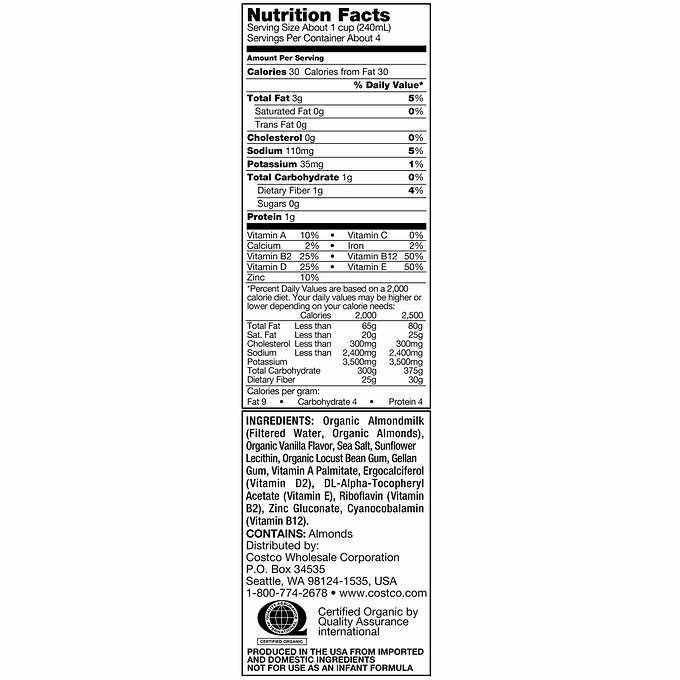 Nutrition Facts
Serving Size About 1 cup (240mL)
Servings Per Container About 4
Amount Per Serving
Calories 30 Calories from Fat 30
% Daily Value*
Total Fat 3g 5%
Saturated Fat 0g 0%
Trans Fat 0g
Cholesterol 0g 0%
Sodium 110mg 5%
Potassium 35mg 1%
Total Carbohydrate 1g 0%
Dietary Fiber 1g 4%
Sugars 0g
Protein 1g
Vitamin A 10% • Vitamin C 0%
Calcium 2% • Iron 2%
Vitamin B2 25% • Vitamin B12 50%
Vitamin D 25% • Vitamin E 50%
Zinc 10%
*Percent Daily Values are based on a 2,000
calorie diet. Your daily values may be higher or
lower depending on your calorie needs:
Calories 2,000 2,500
Total Fat Less than 65g 80g
Sat. Fat Less than 20g 25g
Cholesterol Less than 300mg 300mg
Sodium Less than 2,400mg 2,400mg
Potassium 3,500mg 3,500mg
Total Carbohydrate 300g 375g
Dietary Fiber 25g 30g
Calories per gram:
Fat 9 • Carbohydrate 4 • Protein 4
INGREDIENTS: Organic Almondmilk
(Filtered Water, Organic Almonds),
Organic Vanilla Flavor, Sea Salt, Sunflower
Lecithin, Organic Locust Bean Gum, Gellan
Gum, Vitamin A Palmitate, Ergocalciferol
(Vitamin D2), DL-Alpha-Tocopheryl
Acetate (Vitamin E), Riboflavin (Vitamin
B2), Zinc Gluconate, Cyanocobalamin
(Vitamin B12).
CONTAINS: Almonds
Distributed by:
Costco Wholesale Corporation
P.O. Box 34535
Seattle, WA 98124-1535, USA
1-800-774-2678 • www.costco.com
CERTIFIED ORGANIC
Certified Organic by
Quality Assurance
international
PRODUCED IN THE USA FROM IMPORTED
AND DOMESTIC INGREDIENTS
NOT FOR USE AS AN INFANT FORMULA